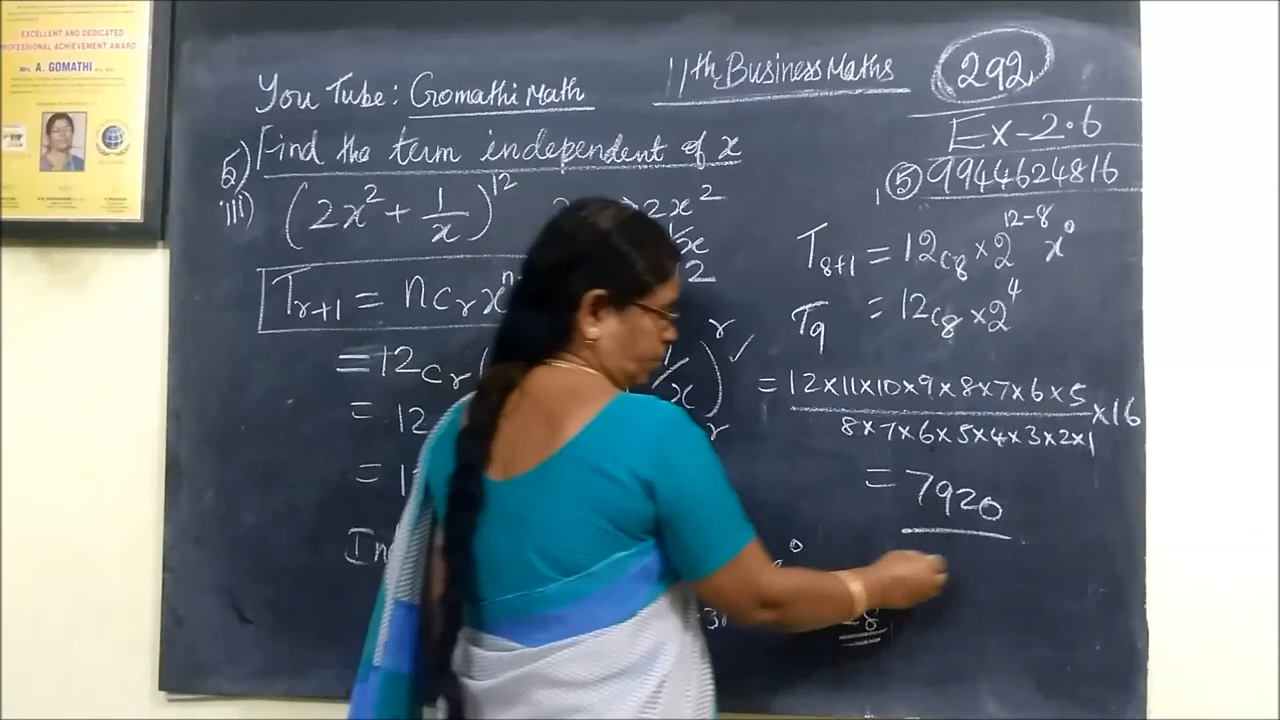 EXCELLENT AND DEDICATED
PROFESSIONAL ACHIEVEMENT AWARD
Mrs. A. GOMATHI
You Tube: Gomathi Math
11th Business Maths
292
Ex-2.6
⑤ 9944624816
5) Find the term independent of x
iii) (2x² + 1/x)¹²
2x²
Tr+1 = nCr xⁿ
= 12Cr
r ✓
= 12
r
= 1
T8+1 = 12C8 × 2¹²⁻⁸ x⁰
T9 = 12C8 × 2⁴
= 12×11×10×9×8×7×6×5 / 8×7×6×5×4×3×2×1 × 16
= 7920